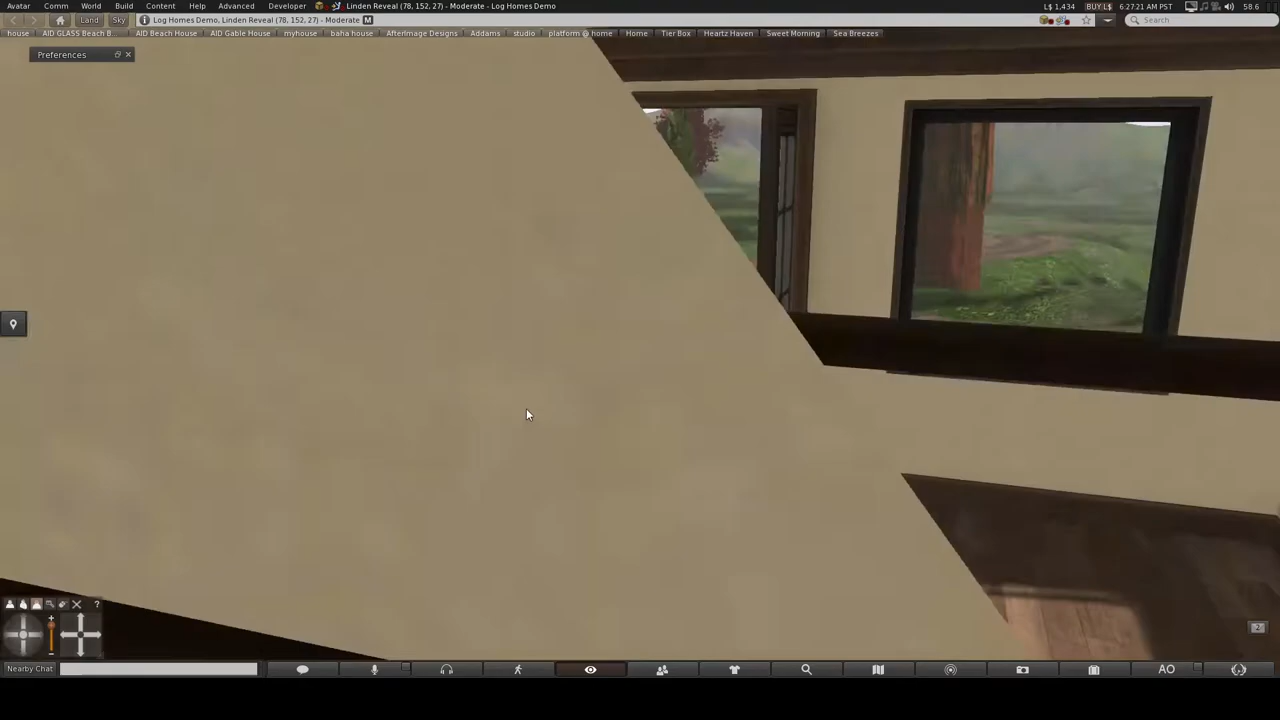 Avatar Comm World Build Content Help Advanced Developer Linden Reveal (78, 152, 27) - Moderate - Log Homes Demo L$ 1,434 BUY L$ 6:27:21 AM PST 58.6
Land Sky Log Homes Demo, Linden Reveal (78, 152, 27) - Moderate M Search
house AID GLASS Beach B... AID Beach House AID Gable House myhouse baha house AfterImage Designs Addams studio platform @ home Home Tier Box Heartz Haven Sweet Morning Sea Breezes
Preferences
?
2
Nearby Chat AO